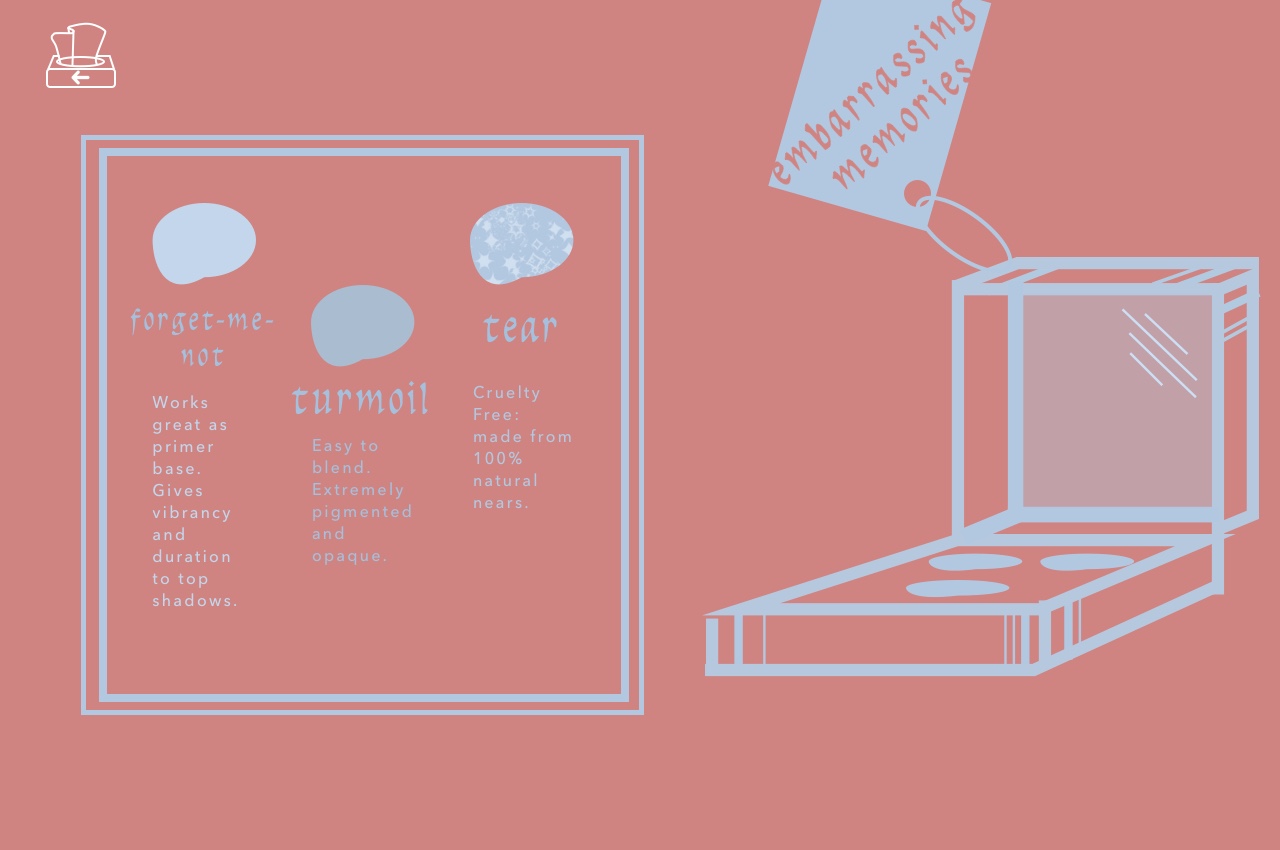 embarrassing
memories
forget-me-
not
Works
great as
primer
base.
Gives
vibrancy
and
duration
to top
shadows.
turmoil
Easy to
blend.
Extremely
pigmented
and
opaque.
tear
Cruelty
Free:
made from
100%
natural
nears.